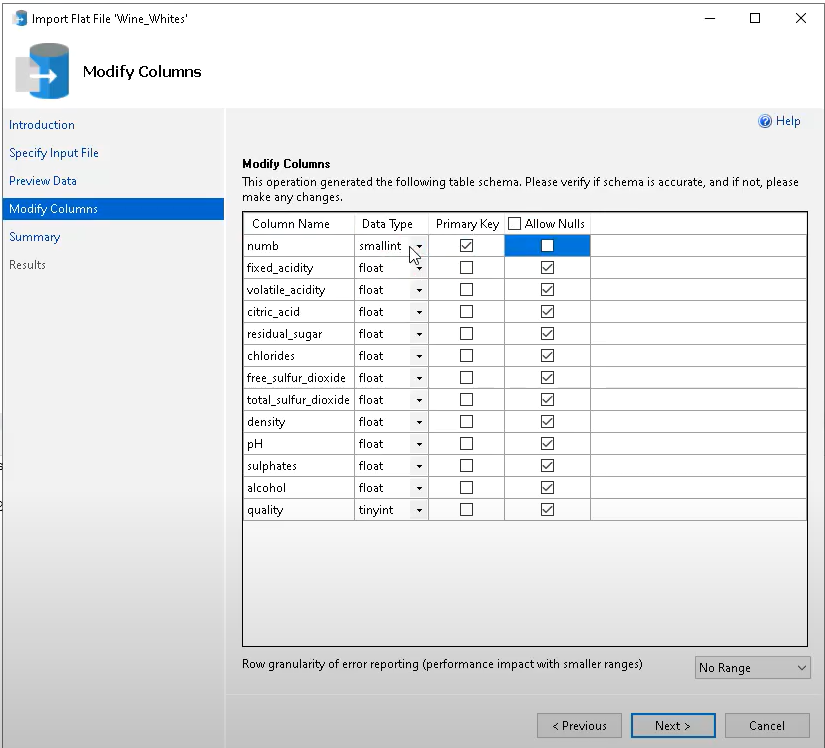 Import Flat File 'Wine_Whites'
Modify Columns
Introduction
Specify Input File
Preview Data
Modify Columns
Summary
Results
Help
Modify Columns
This operation generated the following table schema. Please verify if schema is accurate, and if not, please
make any changes.
Column Name Data Type Primary Key Allow Nulls
numb smallint
fixed_acidity float
volatile_acidity float
citric_acid float
residual_sugar float
chlorides float
free_sulfur_dioxide float
total_sulfur_dioxide float
density float
pH float
sulphates float
alcohol float
quality tinyint
Row granularity of error reporting (performance impact with smaller ranges) No Range
< Previous Next > Cancel